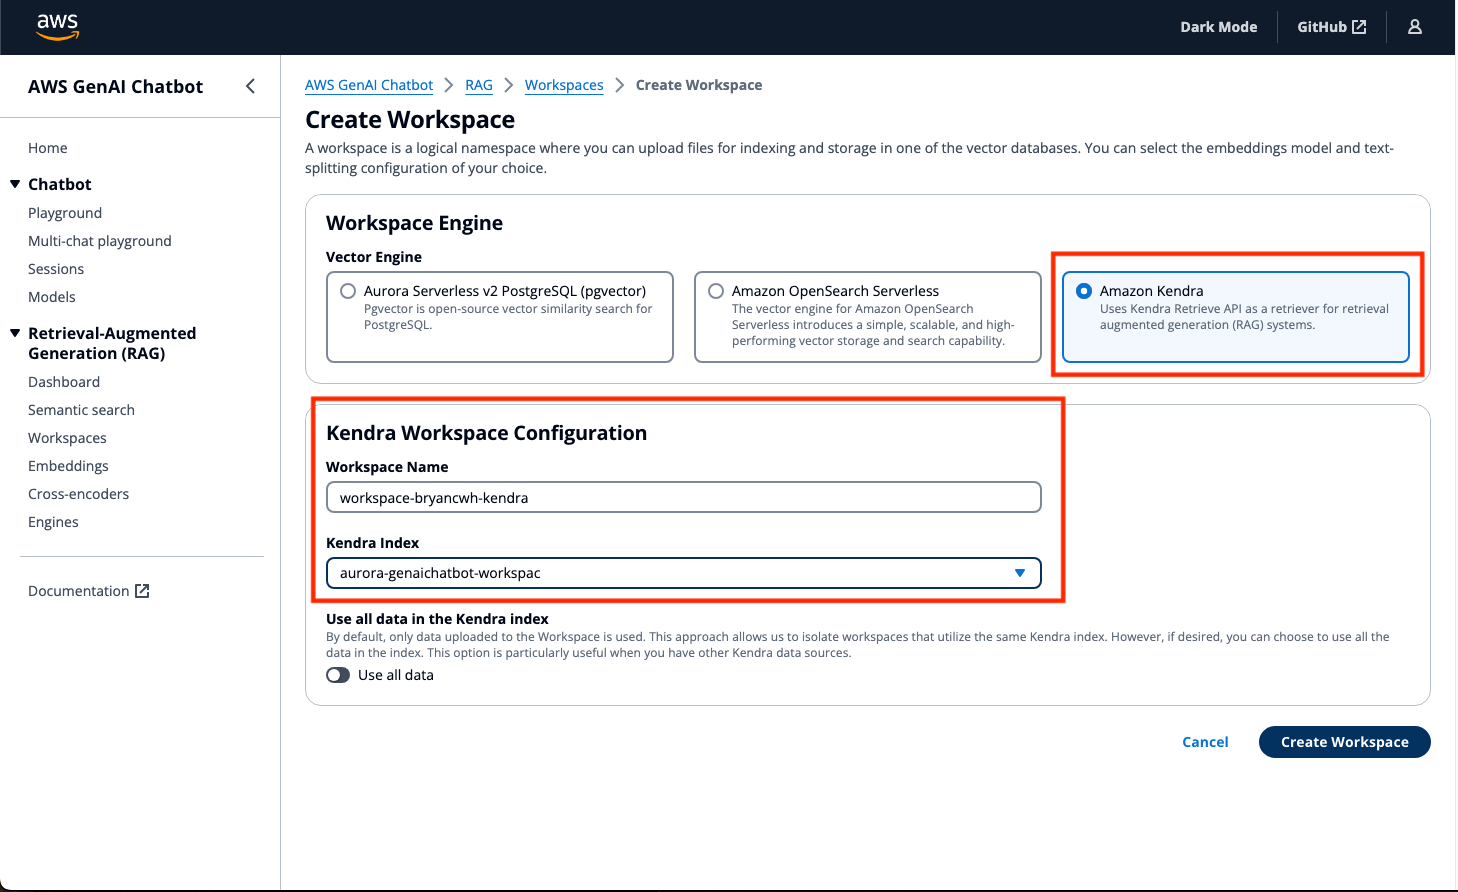 aws
Dark Mode
GitHub
AWS GenAI Chatbot
Home
Chatbot
Playground
Multi-chat playground
Sessions
Models
Retrieval-Augmented
Generation (RAG)
Dashboard
Semantic search
Workspaces
Embeddings
Cross-encoders
Engines
Documentation
AWS GenAI Chatbot > RAG > Workspaces > Create Workspace
Create Workspace
A workspace is a logical namespace where you can upload files for indexing and storage in one of the vector databases. You can select the embeddings model and text-
splitting configuration of your choice.
Workspace Engine
Vector Engine
Aurora Serverless v2 PostgreSQL (pgvector)
Pgvector is open-source vector similarity search for
PostgreSQL.
Amazon OpenSearch Serverless
The vector engine for Amazon OpenSearch
Serverless introduces a simple, scalable, and high-
performing vector storage and search capability.
Amazon Kendra
Uses Kendra Retrieve API as a retriever for retrieval
augmented generation (RAG) systems.
Kendra Workspace Configuration
Workspace Name
workspace-bryancwh-kendra
Kendra Index
aurora-genaichatbot-workspac
Use all data in the Kendra index
By default, only data uploaded to the Workspace is used. This approach allows us to isolate workspaces that utilize the same Kendra index. However, if desired, you can choose to use all the
data in the index. This option is particularly useful when you have other Kendra data sources.
Use all data
Cancel
Create Workspace